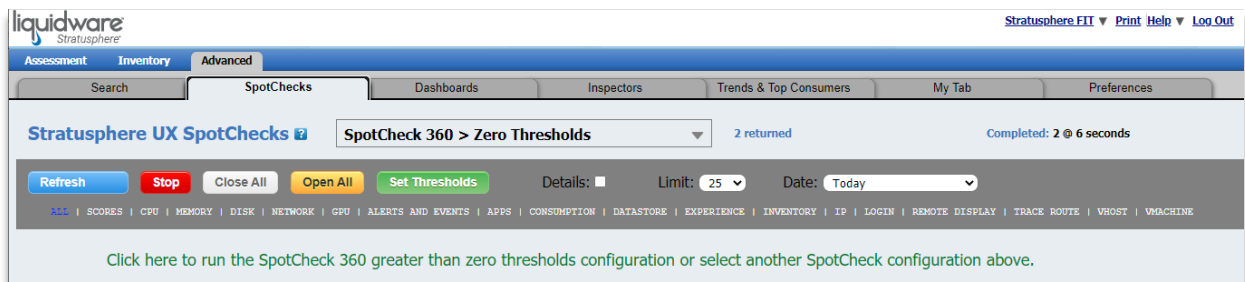 liquidware
Stratusphere
Stratusphere FIT ▼ Print Help ▼ Log Out
Assessment Inventory Advanced
Search SpotChecks Dashboards Inspectors Trends & Top Consumers My Tab Preferences
Stratusphere UX SpotChecks ? SpotCheck 360 > Zero Thresholds 2 returned Completed: 2 @ 6 seconds
Refresh Stop Close All Open All Set Thresholds Details: Limit: 25 Date: Today
ALL | SCORES | CPU | MEMORY | DISK | NETWORK | GPU | ALERTS AND EVENTS | APPS | CONSUMPTION | DATASTORE | EXPERIENCE | INVENTORY | IP | LOGIN | REMOTE DISPLAY | TRACE ROUTE | VHOST | VMACHINE
Click here to run the SpotCheck 360 greater than zero thresholds configuration or select another SpotCheck configuration above.